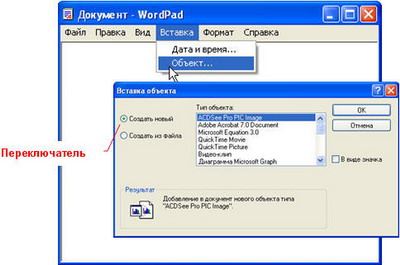 Документ - WordPad
Файл Правка Вид Вставка Формат Справка
Дата и время...
Объект...
Вставка объекта
Тип объекта:
Создать новый
Создать из файла
ACDSee Pro PIC Image
Adobe Acrobat 7.0 Document
Microsoft Equation 3.0
QuickTime Movie
QuickTime Picture
Видео-клип
Диаграмма Microsoft Graph
OK
Отмена
В виде значка
Переключатель
Результат
Добавление в документ нового объекта типа
"ACDSee Pro PIC Image".